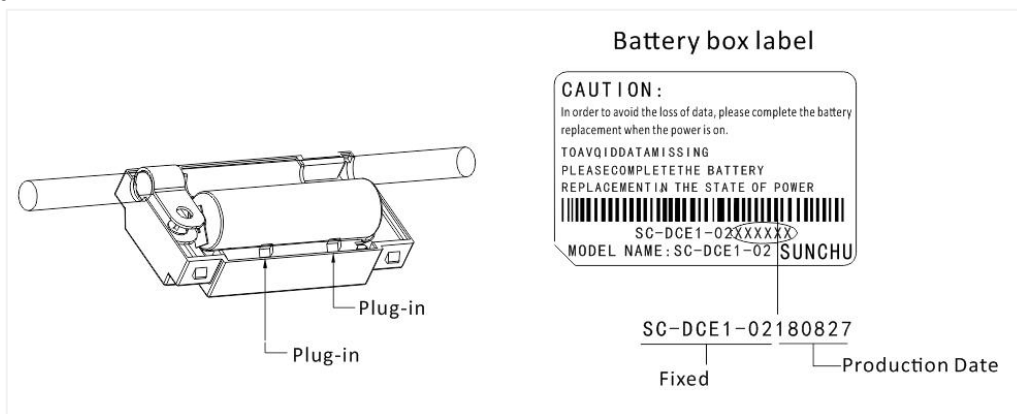 Battery box label
CAUTION:
In order to avoid the loss of data, please complete the battery
replacement when the power is on.
TOAVQIDDATAMISSING
PLEASECOMPLETETHE BATTERY
REPLACEMENTIN THE STATE OF POWER
SC-DCE1-02XXXXXX
MODEL NAME:SC-DCE1-02 SUNCHU
Plug-in
Plug-in
SC-DCE1-02180827
Production Date
Fixed